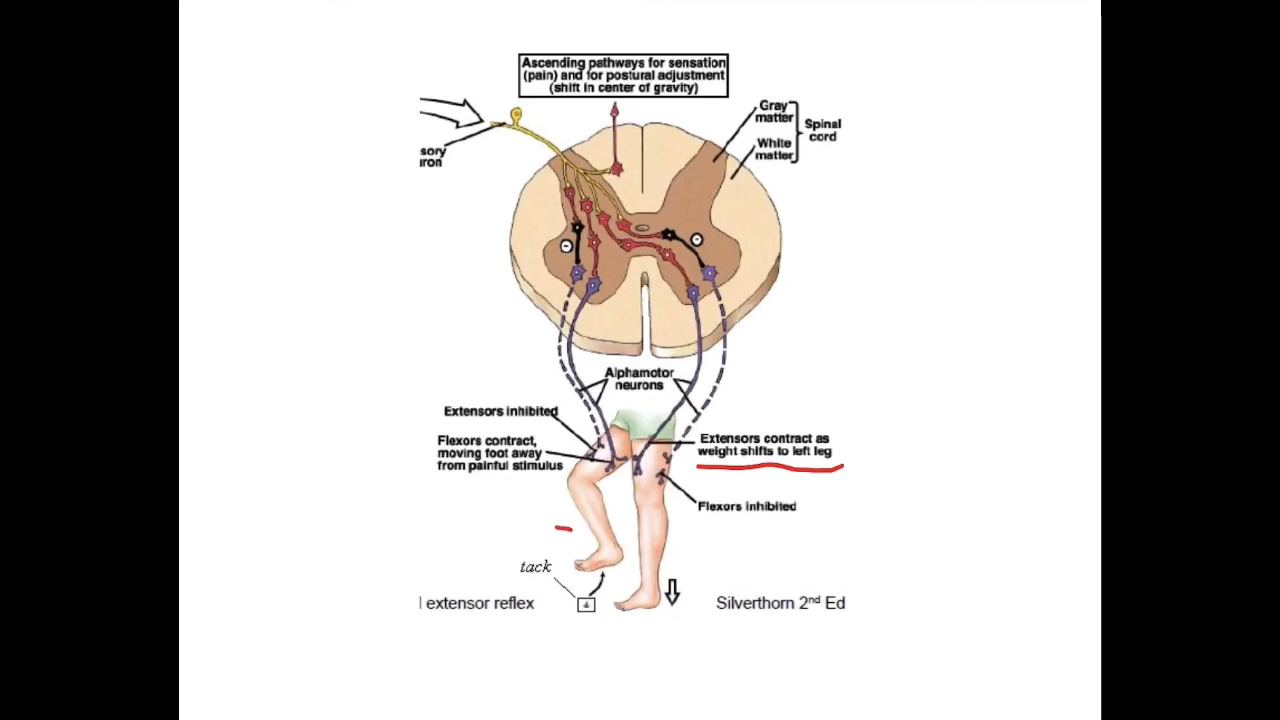 Ascending pathways for sensation
(pain) and for postural adjustment
(shift in center of gravity)
Gray
matter
Spinal
cord
White
matter
sory
uron
Alphamotor
neurons
Extensors inhibited
Flexors contract,
moving foot away
from painful stimulus
Extensors contract as
weight shifts to left leg
Flexors inhibited
tack
extensor reflex
Silverthorn 2nd Ed